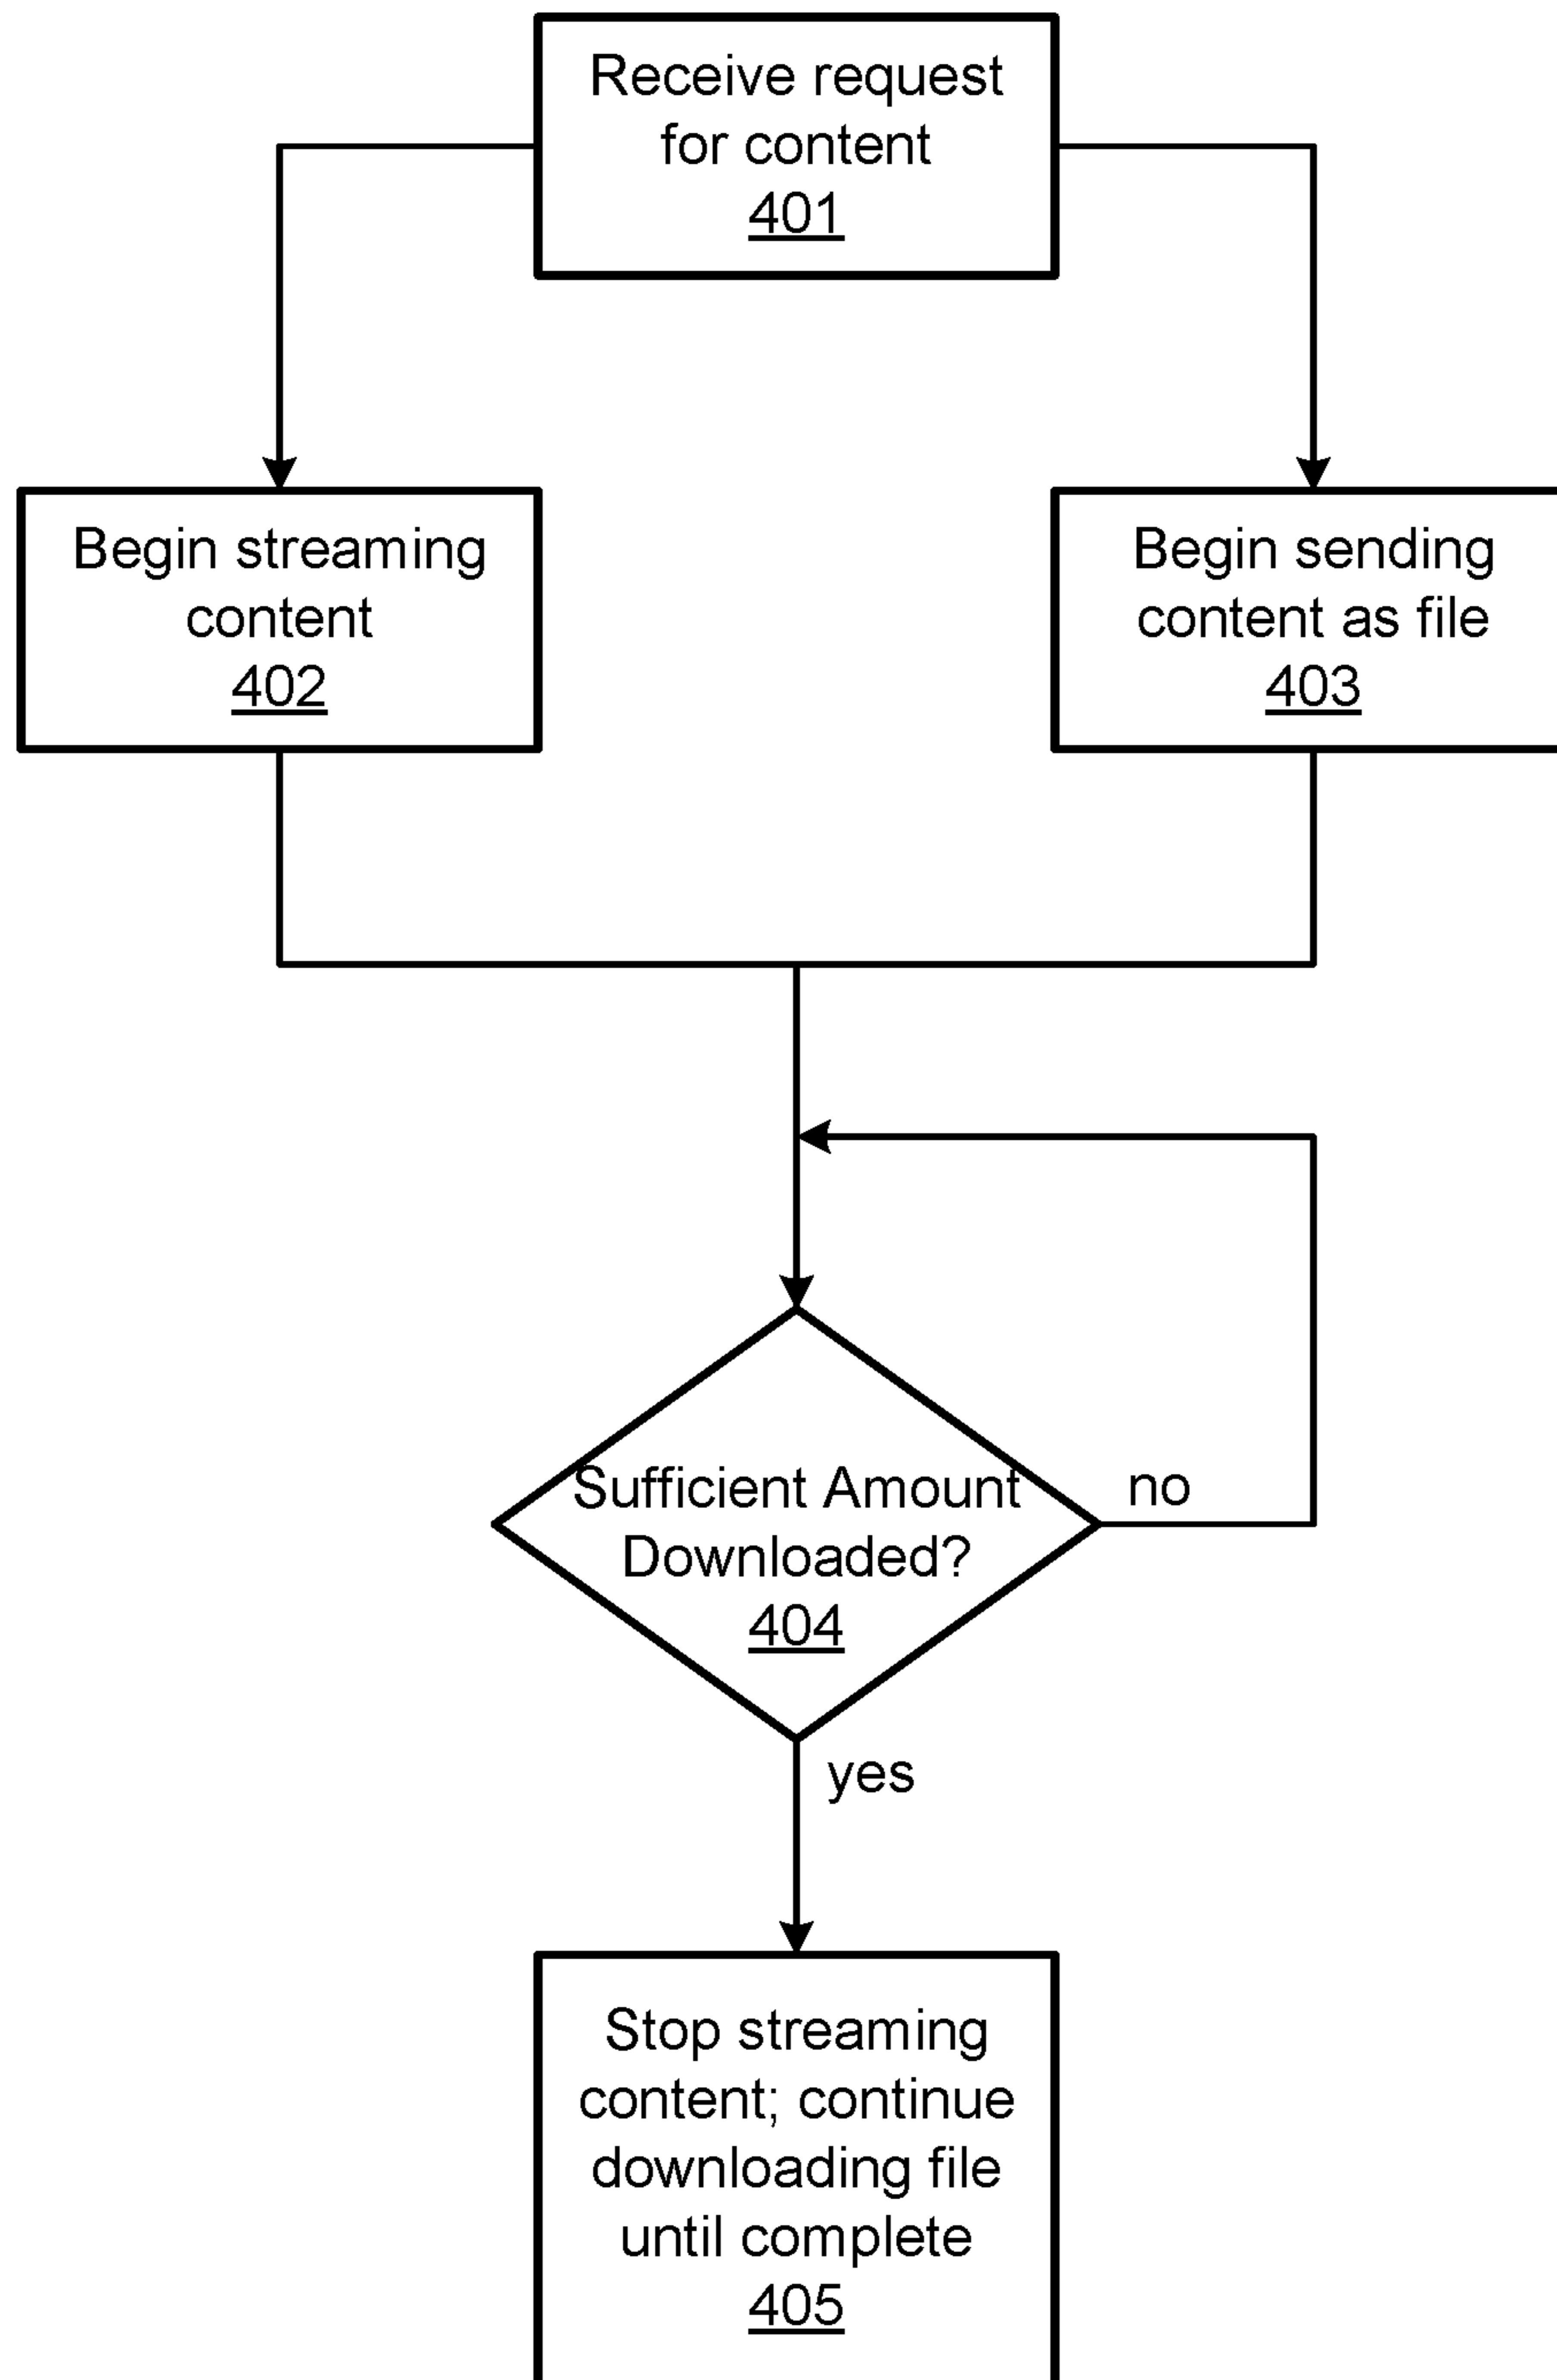 Receive request
for content
401
Begin streaming
content
402
Begin sending
content as file
403
Sufficient Amount
Downloaded?
404
no
yes
Stop streaming
content; continue
downloading file
until complete
405